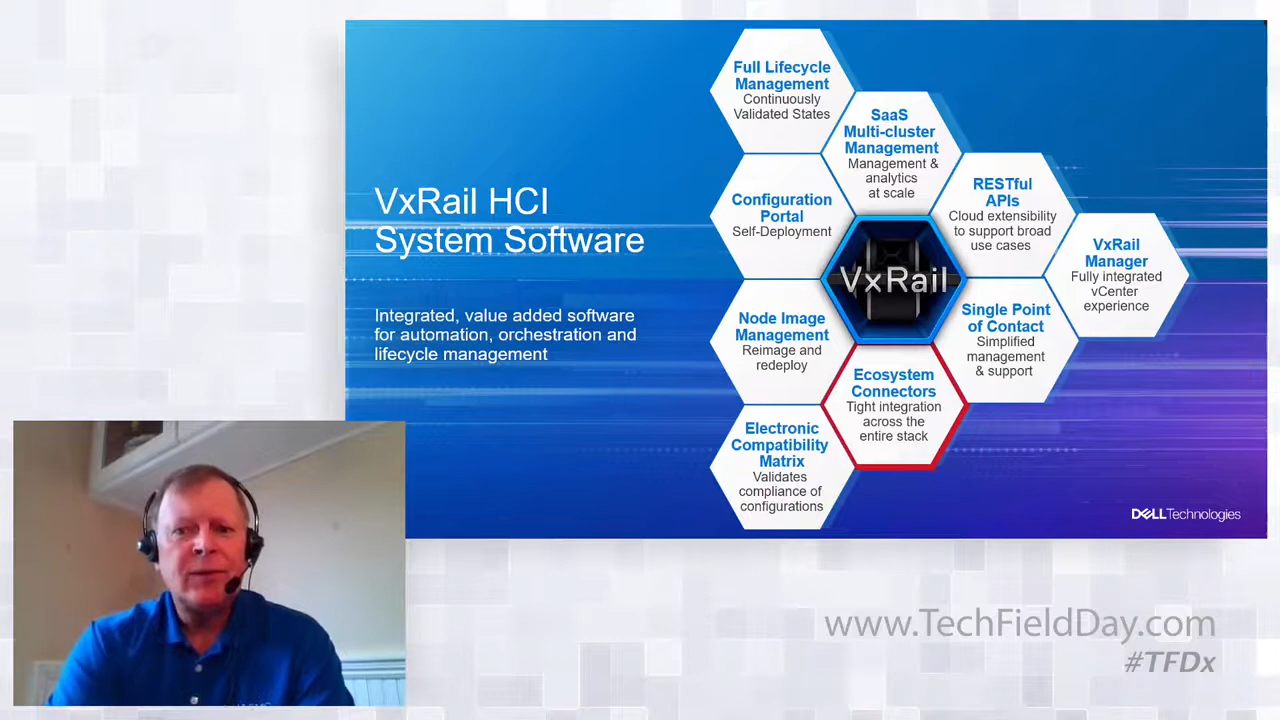 VxRail HCI
System Software
Integrated, value added software
for automation, orchestration and
lifecycle management
Full Lifecycle
Management
Continuously
Validated States
SaaS
Multi-cluster
Management
Management &
analytics
at scale
RESTful
APIs
Cloud extensibility
to support broad
use cases
VxRail
Manager
Fully integrated
vCenter
experience
Configuration
Portal
Self-Deployment
VxRail
Single Point
of Contact
Simplified
management
& support
Node Image
Management
Reimage and
redeploy
Ecosystem
Connectors
Tight integration
across the
entire stack
Electronic
Compatibility
Matrix
Validates
compliance of
configurations
DELLTechnologies
www.TechFieldDay.com
#TFDx